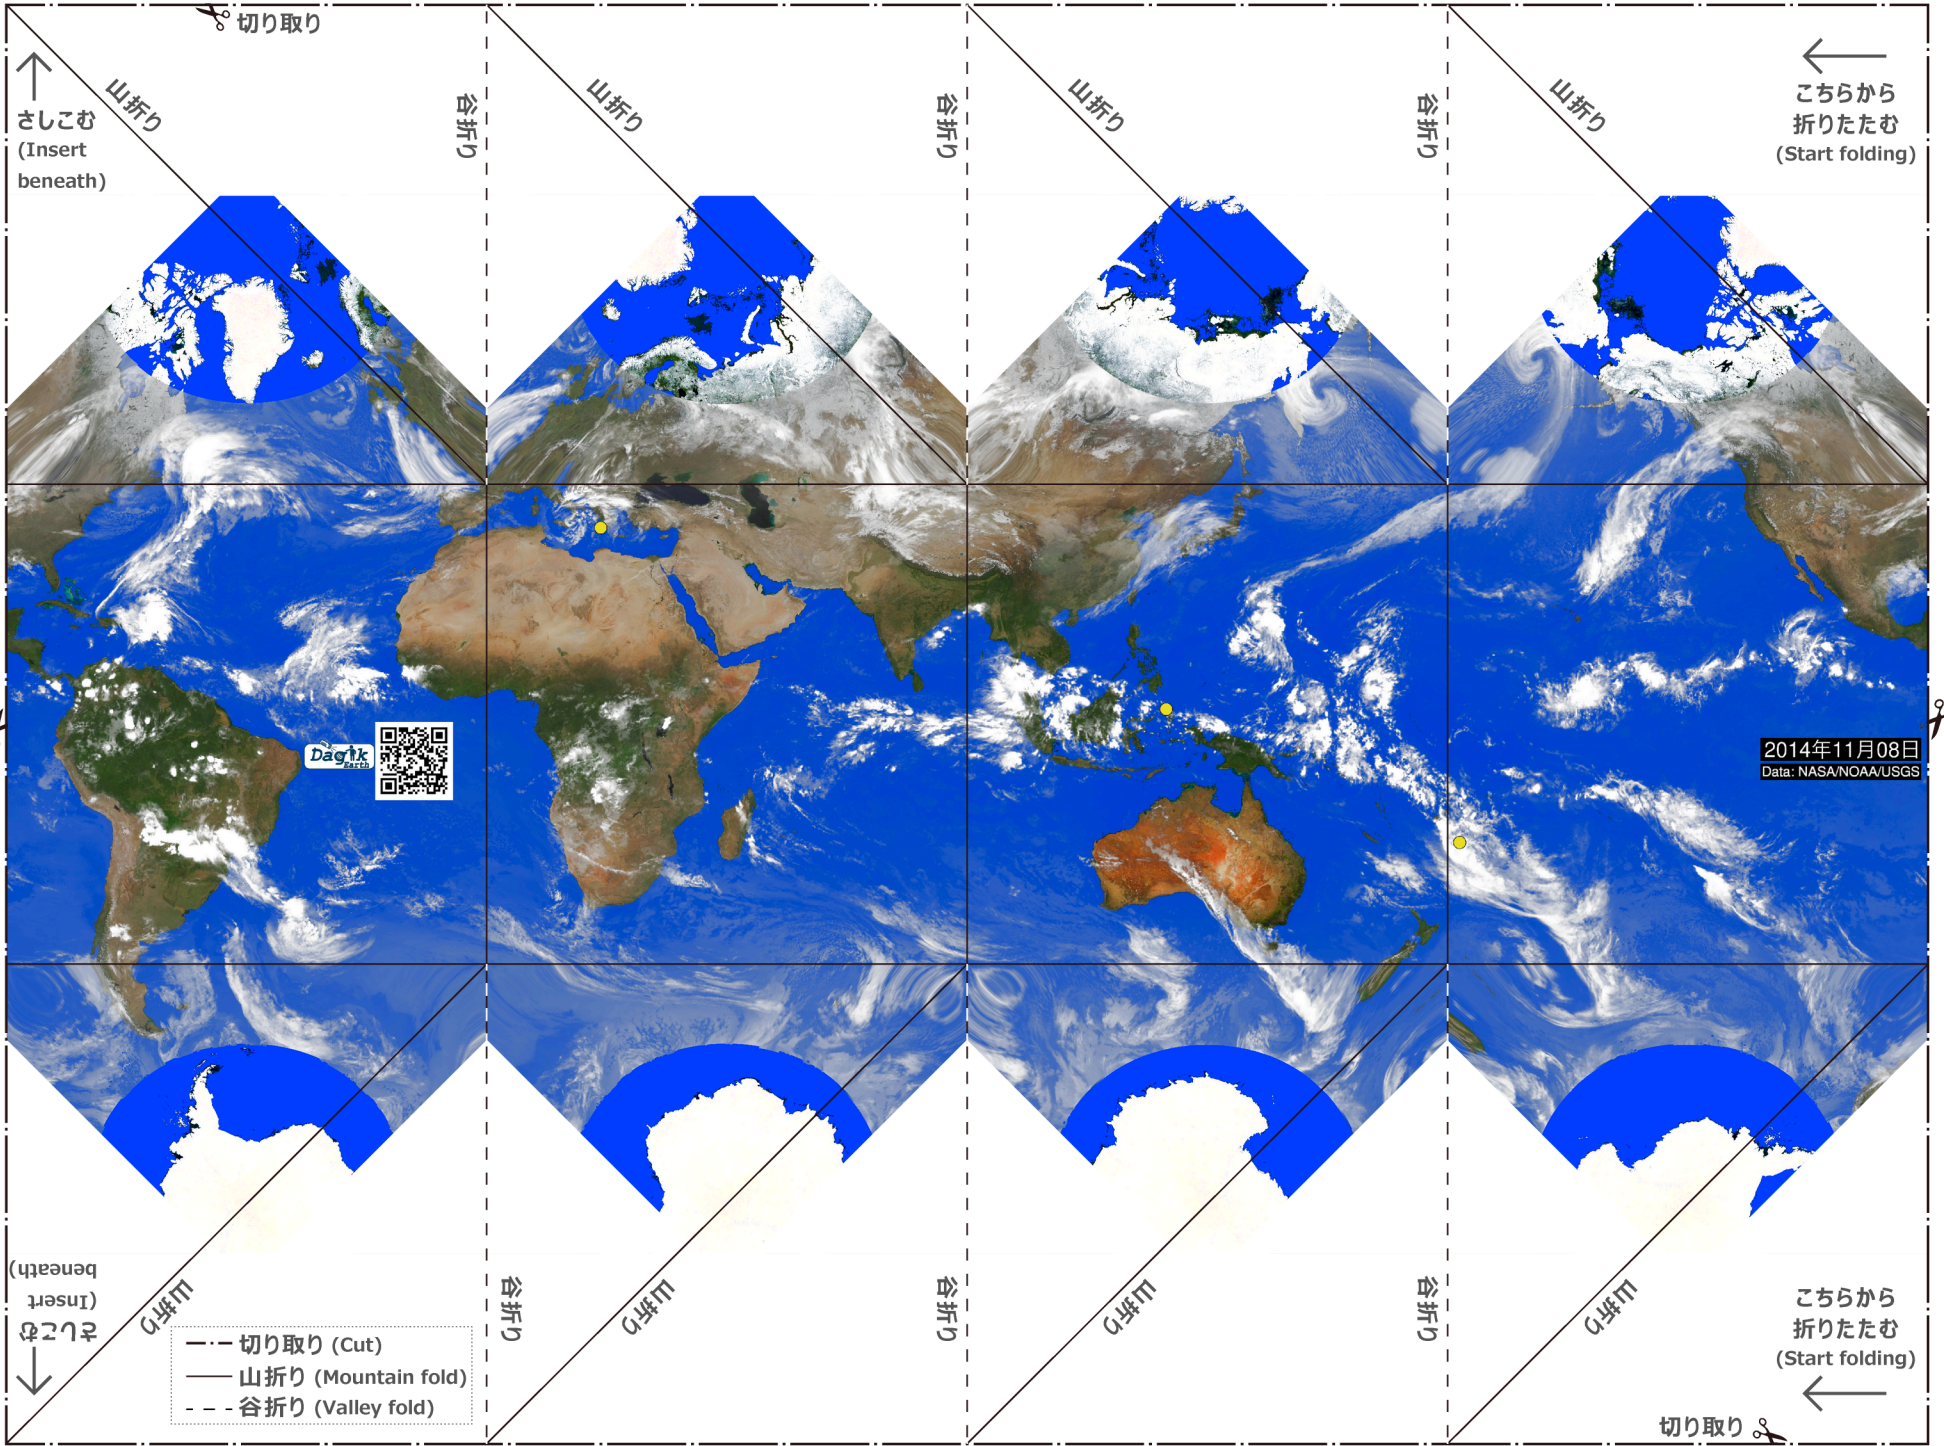 切り取り
山折り
谷折り
山折り
谷折り
山折り
谷折り
山折り
さしこむ
(Insert
beneath)
こちらから
折りたたむ
(Start folding)
Dagik
Earth
2014年11月08日
Data: NASA/NOAA/USGS
さしこむ
(Insert
beneath)
山折り
谷折り
山折り
谷折り
山折り
谷折り
山折り
こちらから
折りたたむ
(Start folding)
切り取り (Cut)
山折り (Mountain fold)
谷折り (Valley fold)
切り取り